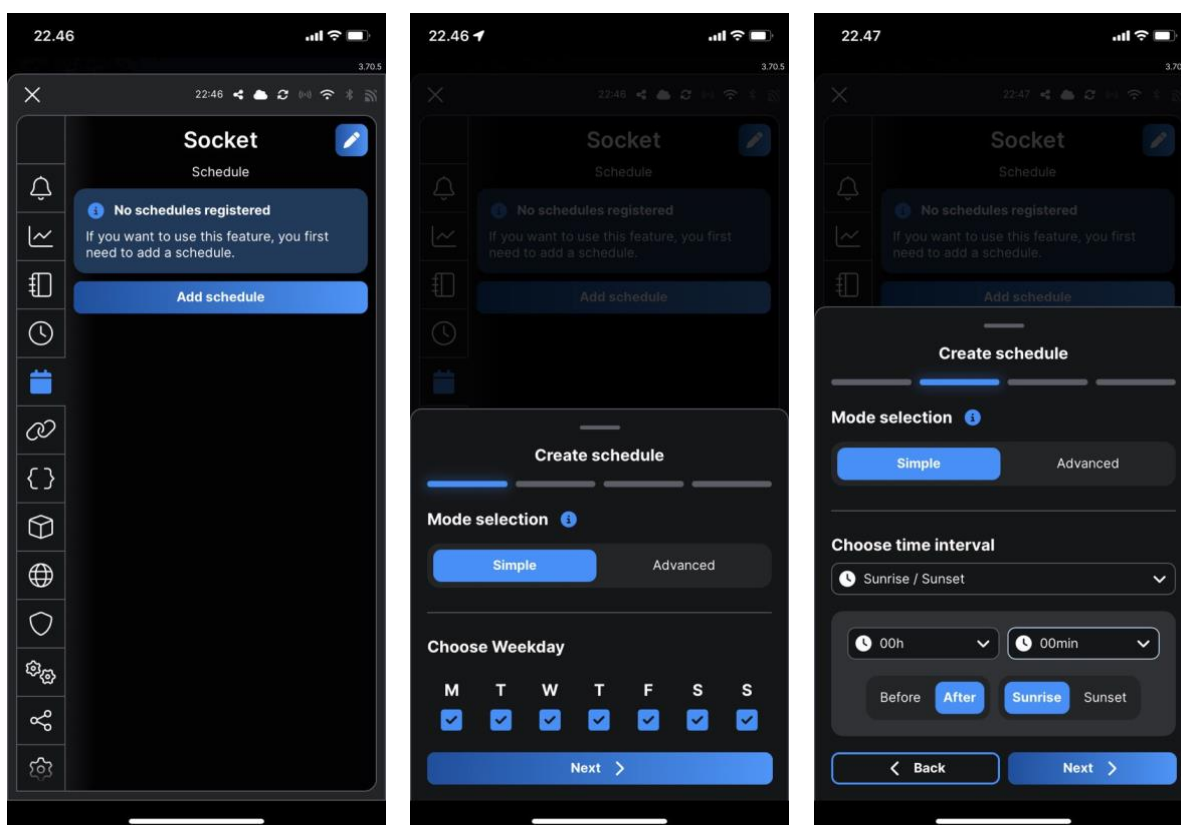 22.46
3.70.5
22:46
Socket
Schedule
No schedules registered
If you want to use this feature, you first
need to add a schedule.
Add schedule
22.46
3.70.5
22:46
Socket
Schedule
No schedules registered
If you want to use this feature, you first
need to add a schedule.
Add schedule
Create schedule
Mode selection
Simple Advanced
Choose Weekday
M T W T F S S
Next
22.47
3.70
22:47
Socket
Schedule
No schedules registered
If you want to use this feature, you first
need to add a schedule.
Add schedule
Create schedule
Mode selection
Simple Advanced
Choose time interval
Sunrise / Sunset
00h 00min
Before After Sunrise Sunset
Back Next